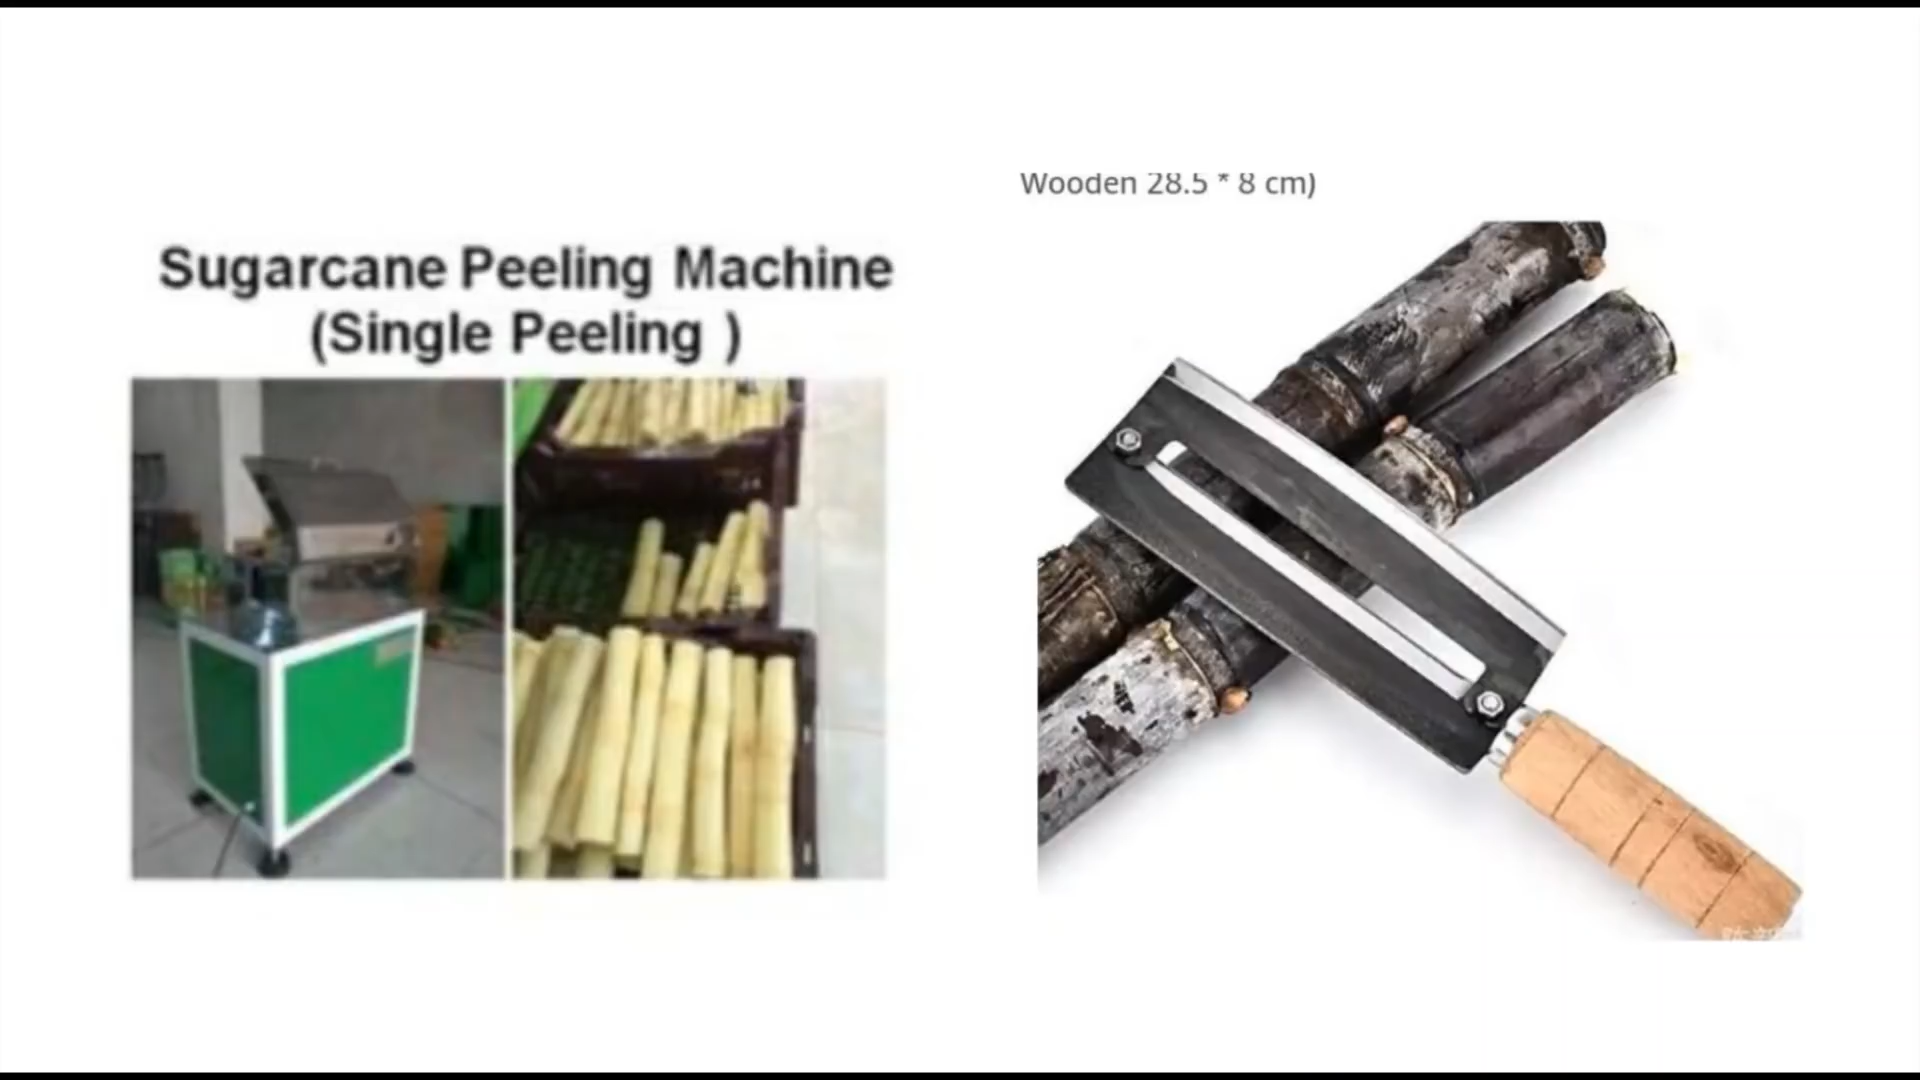 Sugarcane Peeling Machine
(Single Peeling )
Wooden 28.5 * 8 cm)